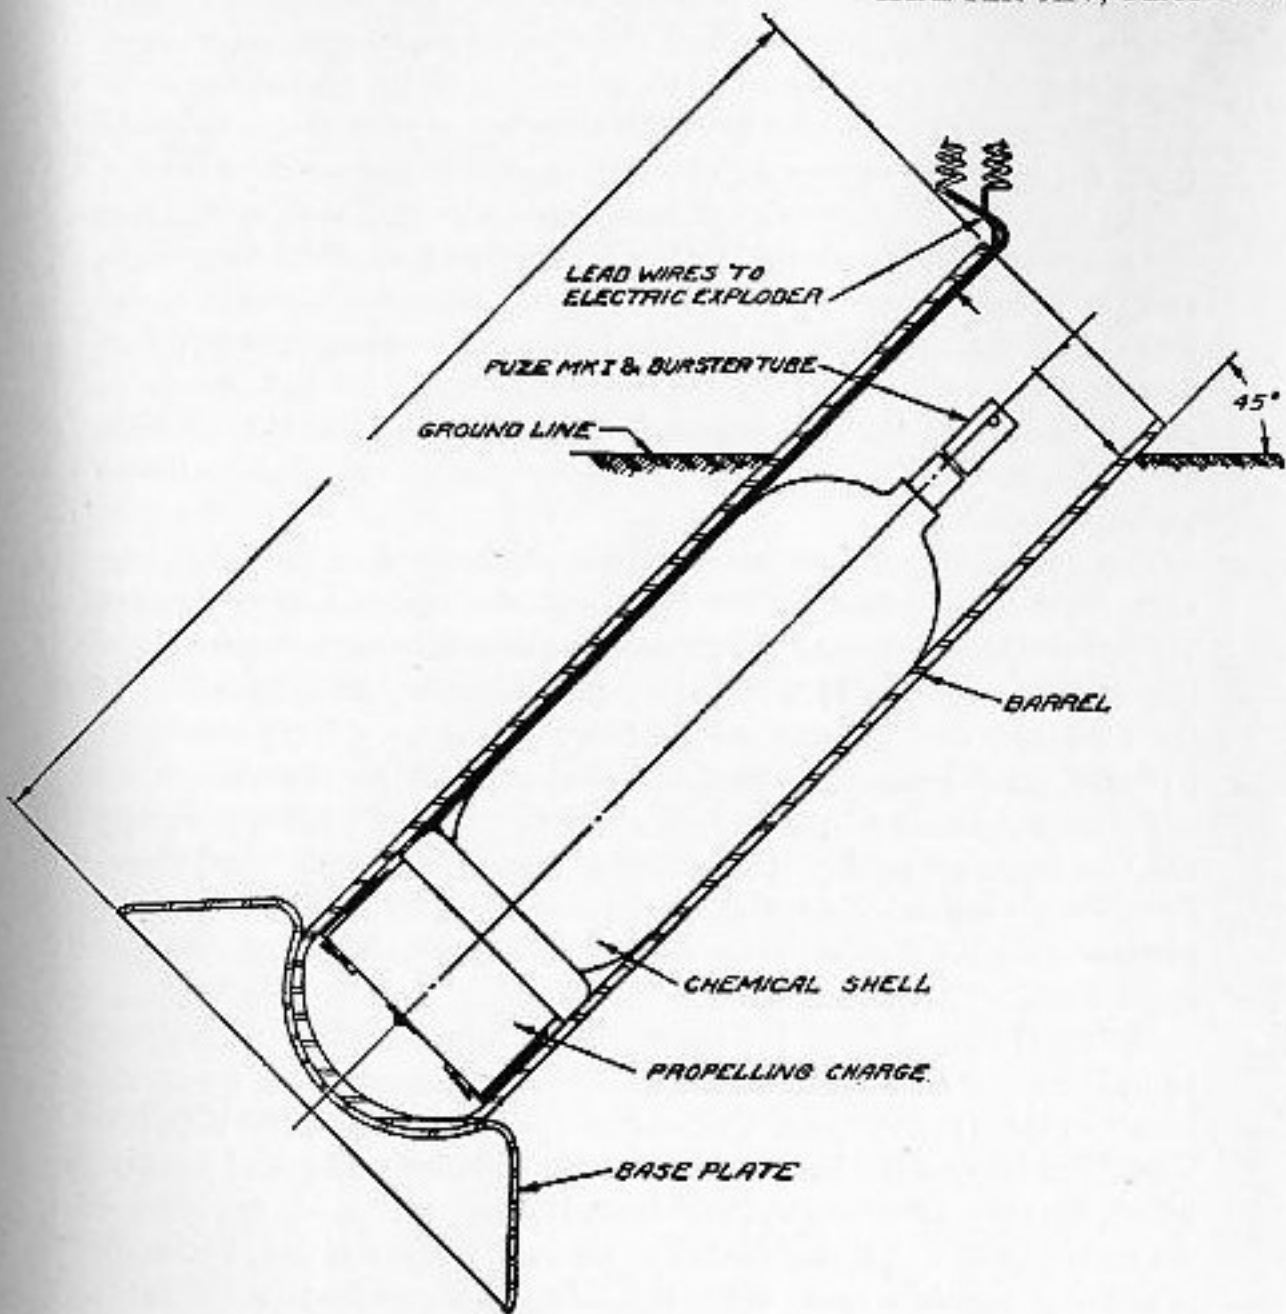 LEAD WIRES TO
ELECTRIC EXPLODER
FUZE MK I & BURSTER TUBE
GROUND LINE
45°
BARREL
CHEMICAL SHELL
PROPELLING CHARGE
BASE PLATE